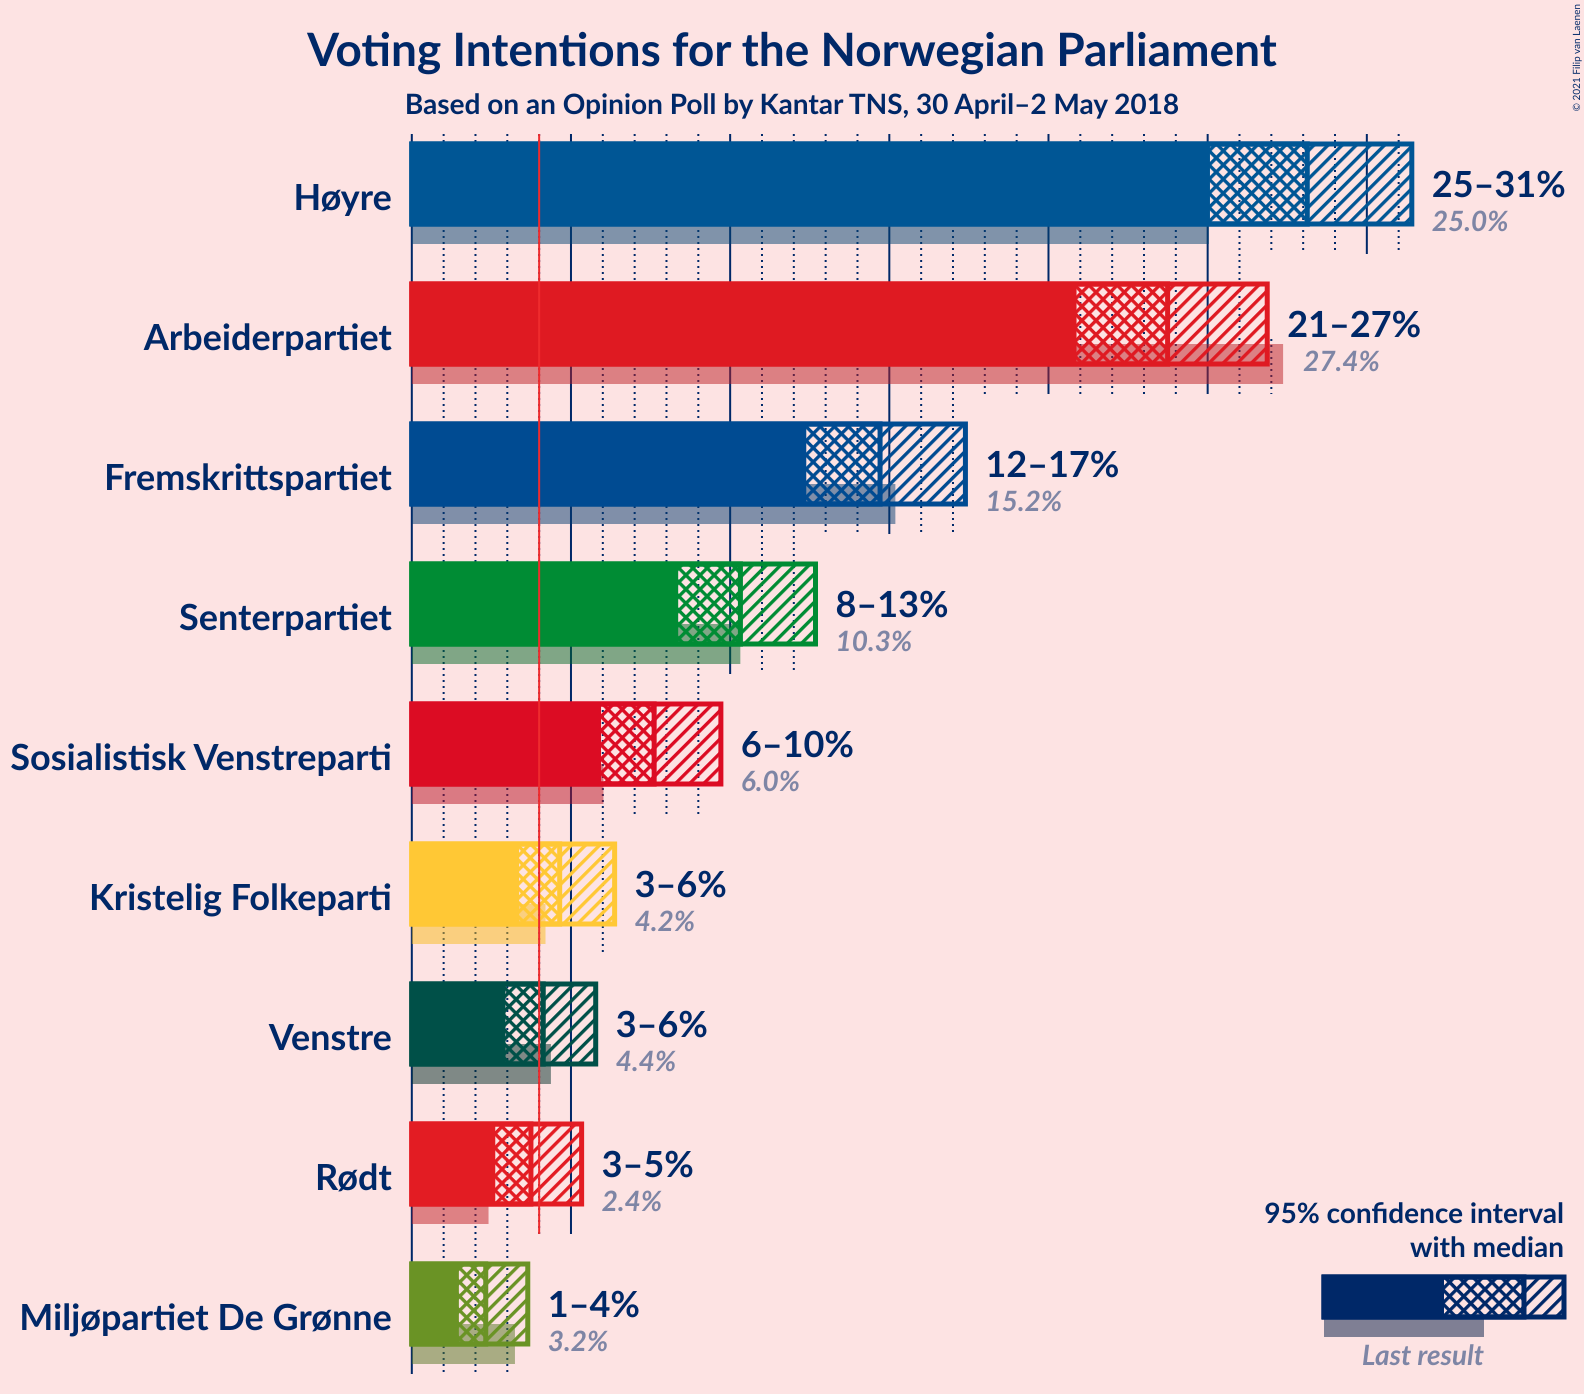 Voting Intentions for the Norwegian Parliament
Based on an Opinion Poll by Kantar TNS, 30 April–2 May 2018
© 2021 Filip van Laenen
Høyre
25–31%
25.0%
Arbeiderpartiet
21–27%
27.4%
Fremskrittspartiet
12–17%
15.2%
Senterpartiet
8–13%
10.3%
Sosialistisk Venstreparti
6–10%
6.0%
Kristelig Folkeparti
3–6%
4.2%
Venstre
3–6%
4.4%
Rødt
3–5%
2.4%
Miljøpartiet De Grønne
1–4%
3.2%
95% confidence interval
with median
Last result